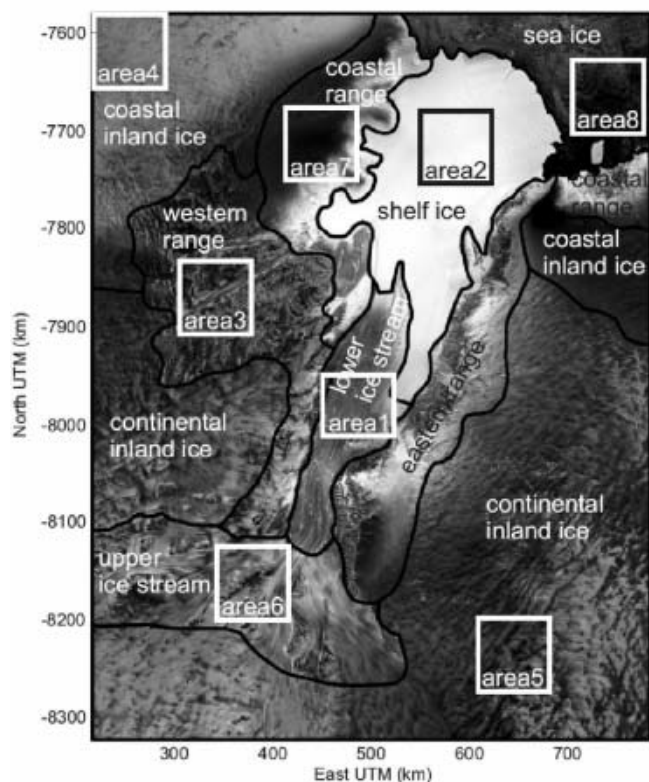 -7600
-7700
-7800
-7900
-8000
-8100
-8200
-8300
North UTM (km)
300
400
500
600
700
East UTM (km)
area4
coastal
inland ice
coastal
range
sea ice
area8
area7
area2
coastal
range
western
range
shelf ice
coastal
inland ice
area3
lower
ice stream
area1
eastern range
continental
inland ice
continental
inland ice
upper
ice stream
area6
area5